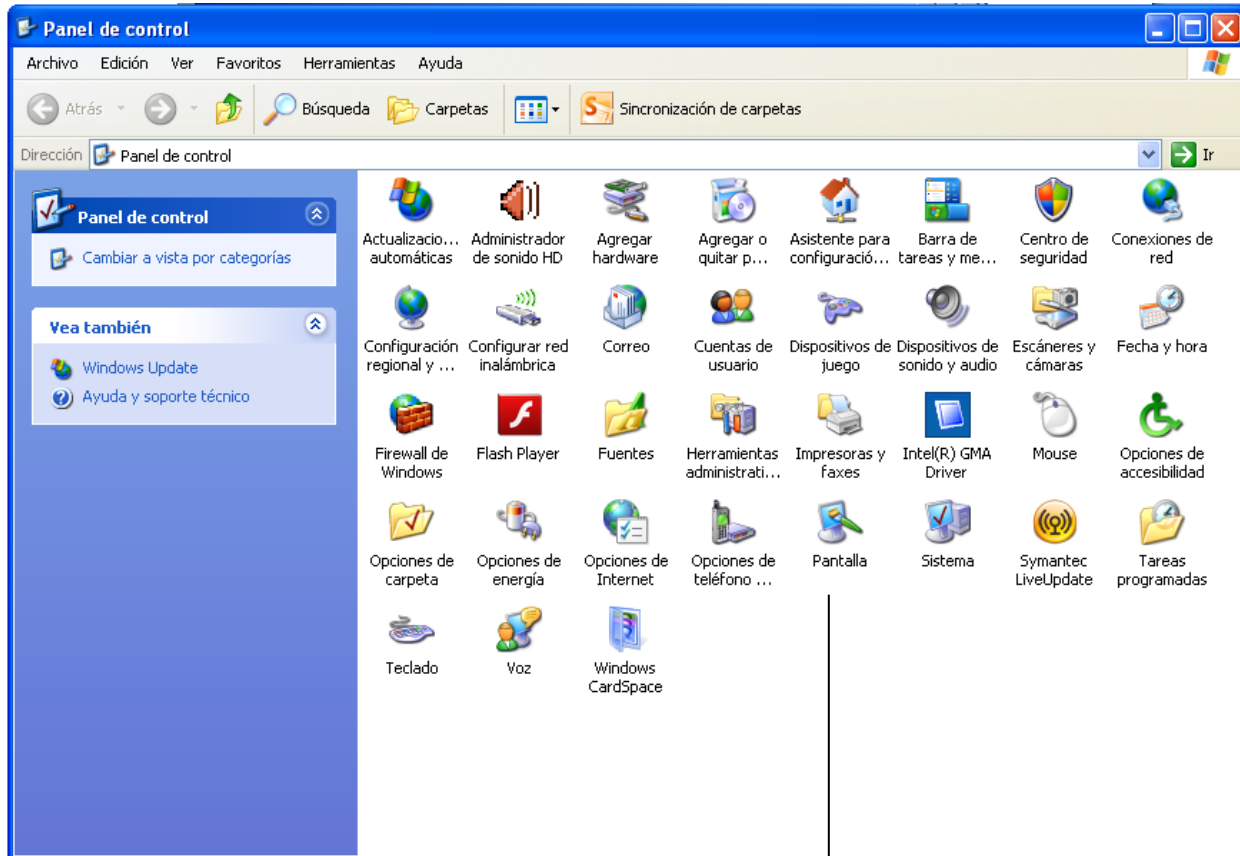 Panel de control
Archivo Edición Ver Favoritos Herramientas Ayuda
Atrás Búsqueda Carpetas Sincronización de carpetas
Dirección Panel de control Ir
Panel de control
Cambiar a vista por categorías
Vea también
Windows Update
Ayuda y soporte técnico
Actualizacio... Administrador Agregar Agregar o Asistente para Barra de Centro de Conexiones de
automáticas de sonido HD hardware quitar p... configuració... tareas y me... seguridad red
Configuración Configurar red Correo Cuentas de Dispositivos de Dispositivos de Escáneres y Fecha y hora
regional y ... inalámbrica usuario juego sonido y audio cámaras
Firewall de Flash Player Fuentes Herramientas Impresoras y Intel(R) GMA Mouse Opciones de
Windows administrati... faxes Driver accesibilidad
Opciones de Opciones de Opciones de Opciones de Pantalla Sistema Symantec Tareas
carpeta energía Internet teléfono ... LiveUpdate programadas
Teclado Voz Windows
CardSpace